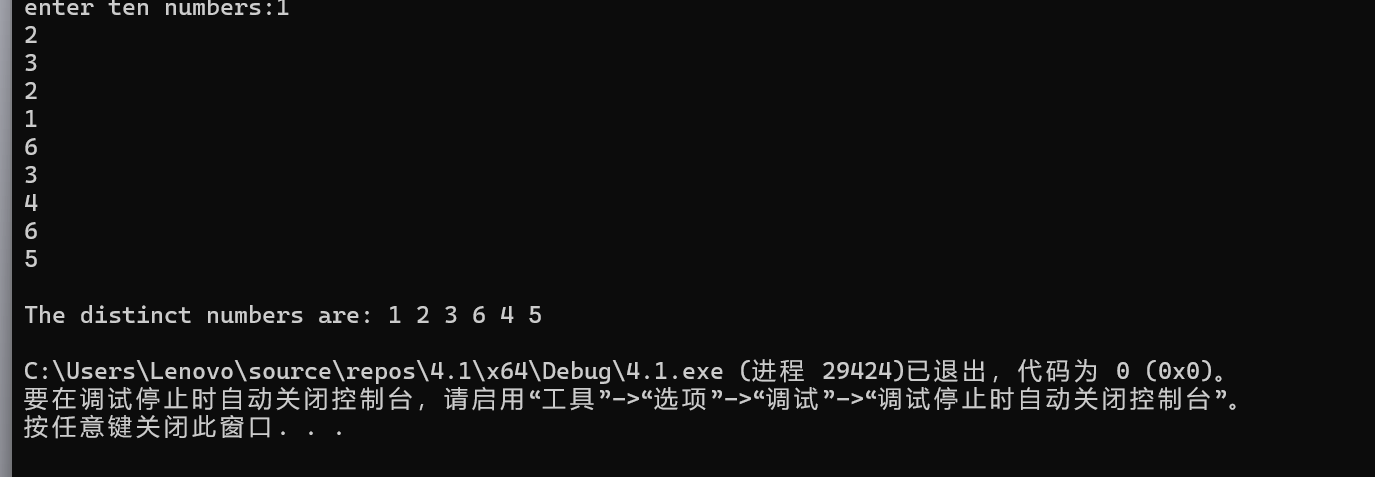 enter ten numbers:1
2
3
2
1
6
3
4
6
5
The distinct numbers are: 1 2 3 6 4 5
C:\Users\Lenovo\source\repos\4.1\x64\Debug\4.1.exe (进程 29424)已退出，代码为 0 (0x0)。
要在调试停止时自动关闭控制台，请启用“工具”->“选项”->“调试”->“调试停止时自动关闭控制台”。
按任意键关闭此窗口. . .